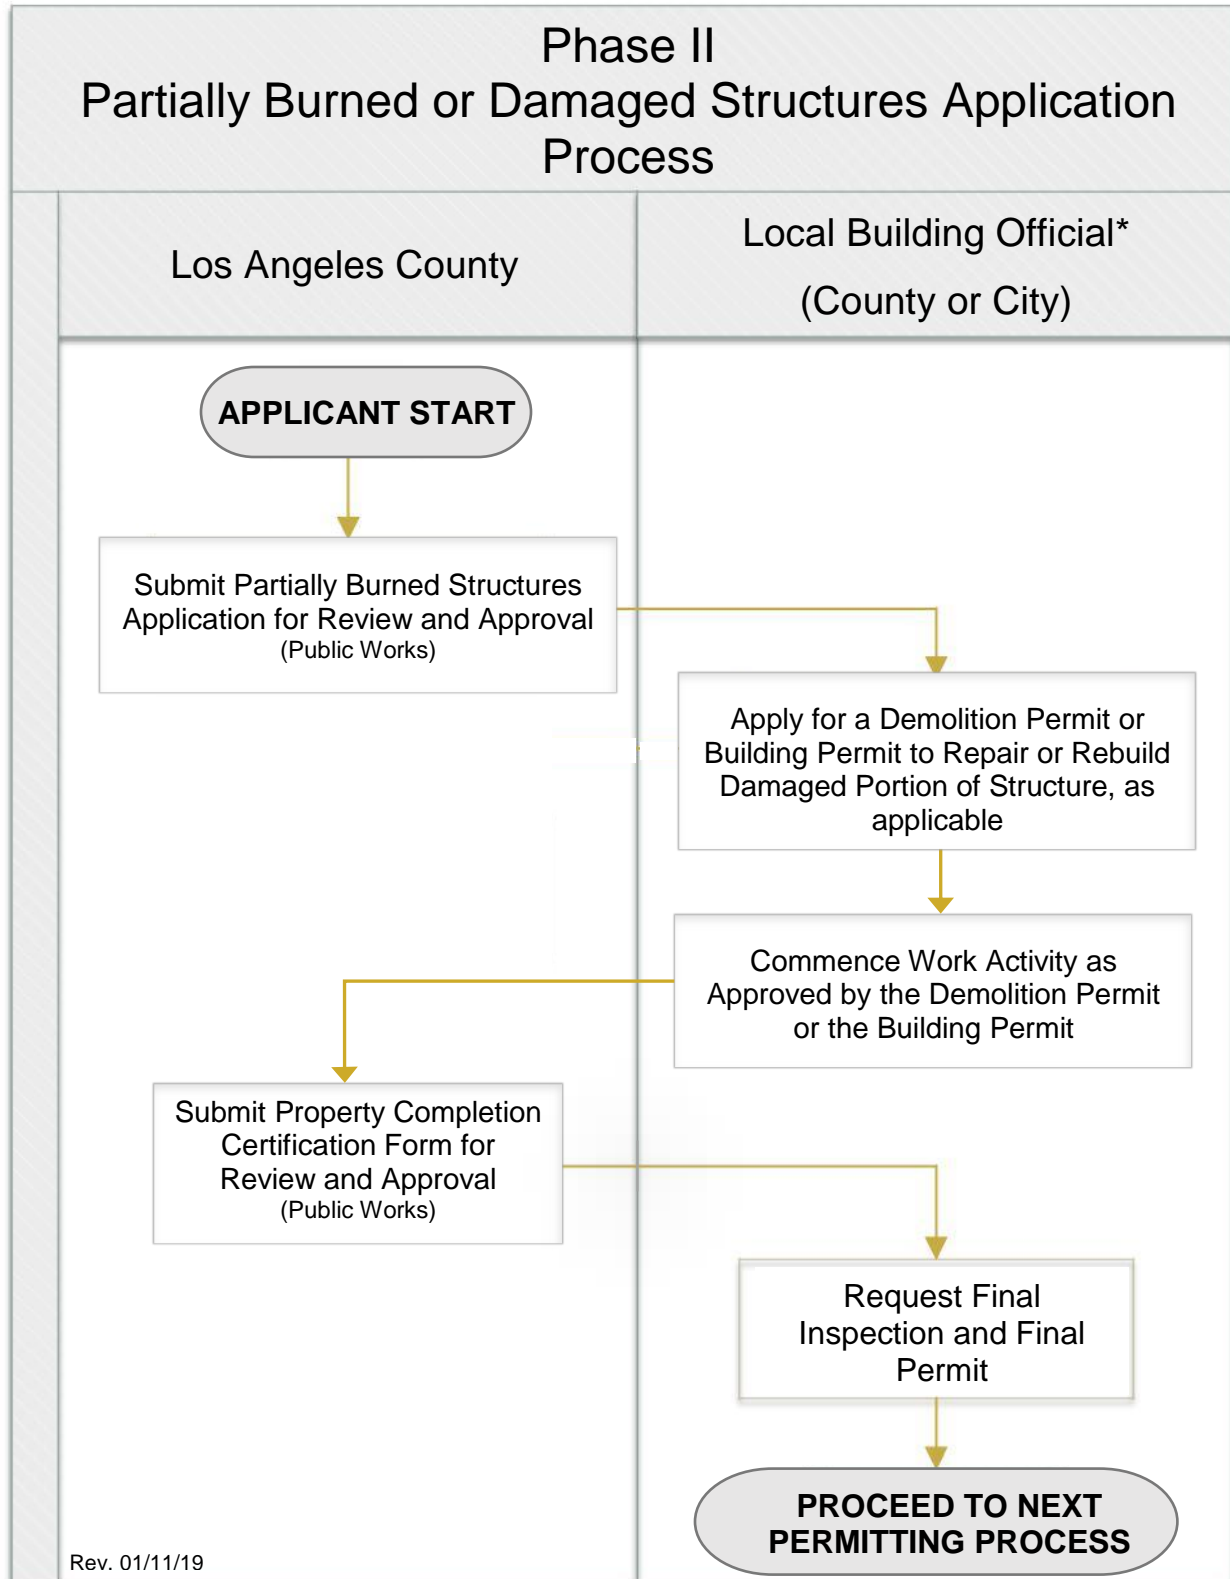 Phase II
Partially Burned or Damaged Structures Application
Process
Los Angeles County
Local Building Official*
(County or City)
APPLICANT START
Submit Partially Burned Structures
Application for Review and Approval
(Public Works)
Apply for a Demolition Permit or
Building Permit to Repair or Rebuild
Damaged Portion of Structure, as
applicable
Commence Work Activity as
Approved by the Demolition Permit
or the Building Permit
Submit Property Completion
Certification Form for
Review and Approval
(Public Works)
Request Final
Inspection and Final
Permit
PROCEED TO NEXT
PERMITTING PROCESS
Rev. 01/11/19